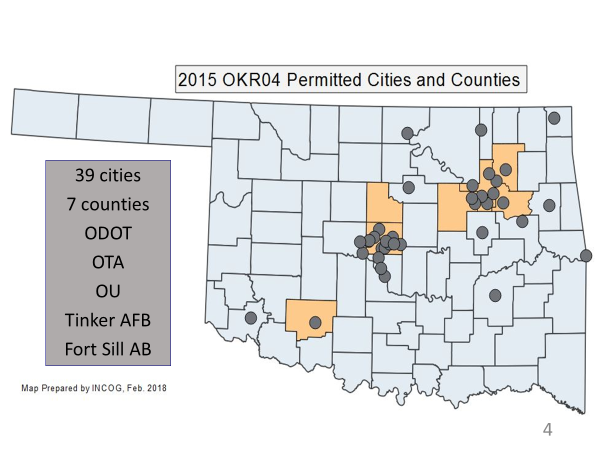 2015 OKR04 Permitted Cities and Counties
39 cities
7 counties
ODOT
OTA
OU
Tinker AFB
Fort Sill AB
Map Prepared by INCOG, Feb. 2018
4